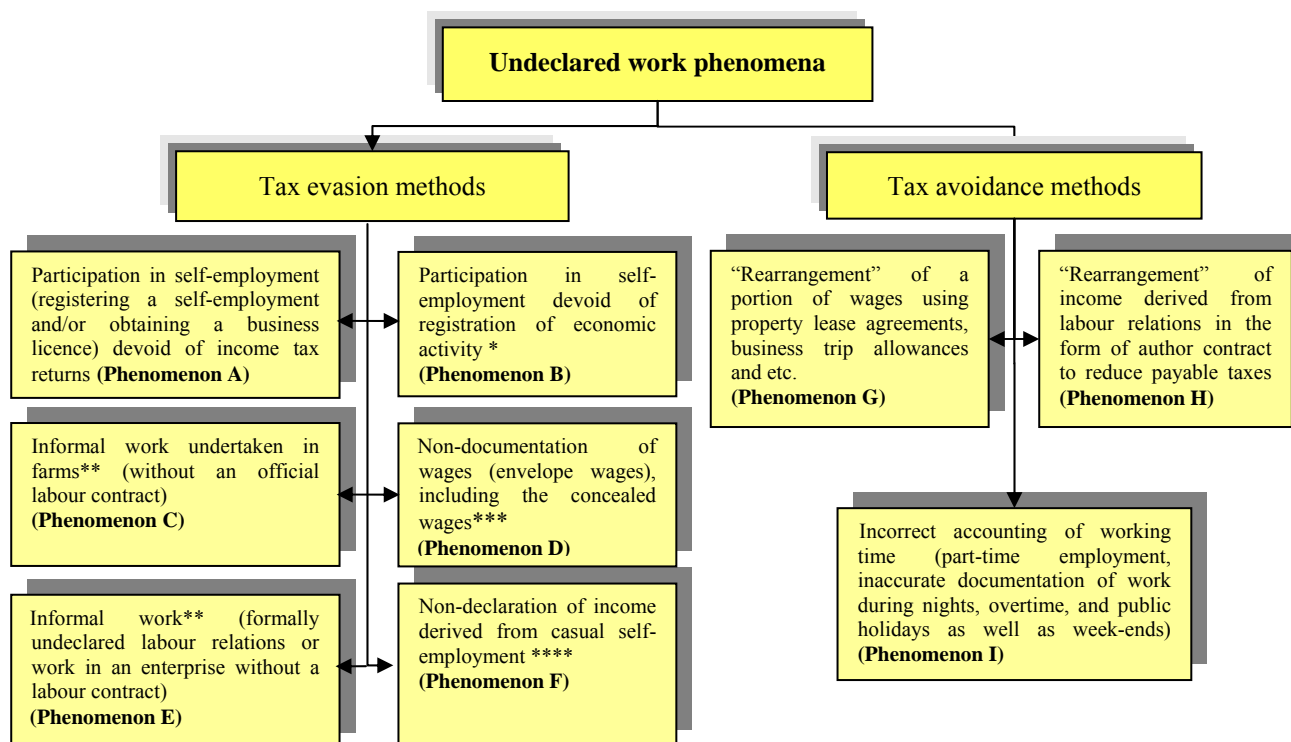 Undeclared work phenomena
Tax evasion methods
Tax avoidance methods
Participation in self-employment
(registering a self-employment
and/or obtaining a business
licence) devoid of income tax
returns (Phenomenon A)
Participation in self-
employment devoid of
registration of economic
activity *
(Phenomenon B)
“Rearrangement” of a
portion of wages using
property lease agreements,
business trip allowances
and etc.
(Phenomenon G)
“Rearrangement” of
income derived from
labour relations in the
form of author contract
to reduce payable taxes
(Phenomenon H)
Informal work undertaken in
farms** (without an official
labour contract)
(Phenomenon C)
Non-documentation of
wages (envelope wages),
including the concealed
wages***
(Phenomenon D)
Incorrect accounting of working
time (part-time employment,
inaccurate documentation of work
during nights, overtime, and public
holidays as well as week-ends)
(Phenomenon I)
Informal work** (formally
undeclared labour relations or
work in an enterprise without a
labour contract)
(Phenomenon E)
Non-declaration of income
derived from casual self-
employment ****
(Phenomenon F)